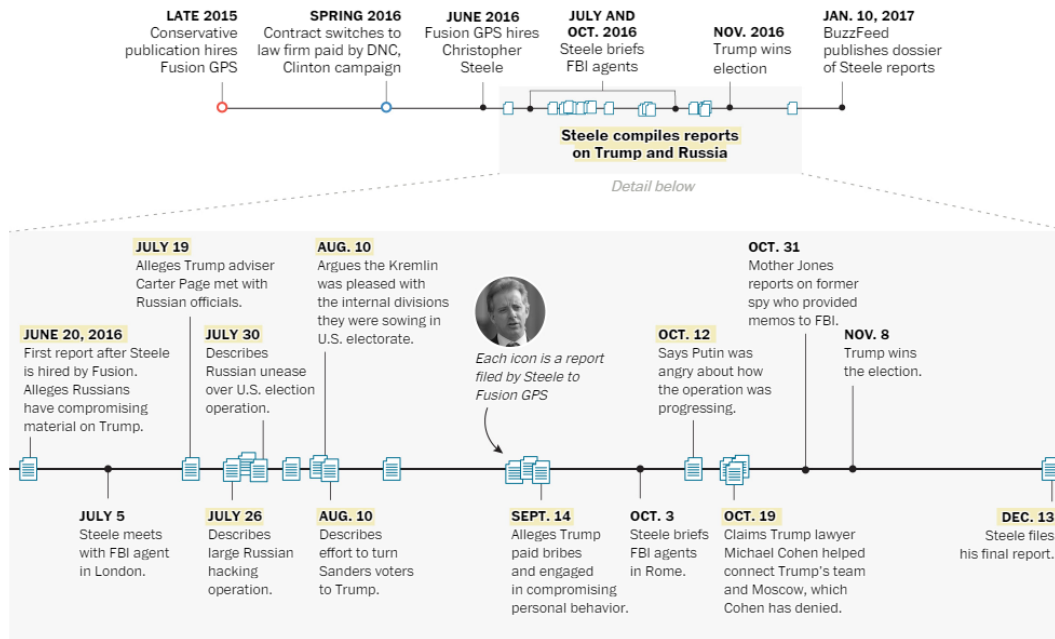 LATE 2015
Conservative
publication hires
Fusion GPS
SPRING 2016
Contract switches to
law firm paid by DNC,
Clinton campaign
JUNE 2016
Fusion GPS hires
Christopher
Steele
JULY AND
OCT. 2016
Steele briefs
FBI agents
NOV. 2016
Trump wins
election
JAN. 10, 2017
BuzzFeed
publishes dossier
of Steele reports
Steele compiles reports
on Trump and Russia
Detail below
JUNE 20, 2016
First report after Steele
is hired by Fusion.
Alleges Russians
have compromising
material on Trump.
JULY 19
Alleges Trump adviser
Carter Page met with
Russian officials.
JULY 30
Describes
Russian unease
over U.S. election
operation.
AUG. 10
Argues the Kremlin
was pleased with
the internal divisions
they were sowing in
U.S. electorate.
Each icon is a report
filed by Steele to
Fusion GPS
OCT. 12
Says Putin was
angry about how
the operation was
progressing.
OCT. 31
Mother Jones
reports on former
spy who provided
memos to FBI.
NOV. 8
Trump wins
the election.
JULY 5
Steele meets
with FBI agent
in London.
JULY 26
Describes
large Russian
hacking
operation.
AUG. 10
Describes
effort to turn
Sanders voters
to Trump.
SEPT. 14
Alleges Trump
paid bribes
and engaged
in compromising
personal behavior.
OCT. 3
Steele briefs
FBI agents
in Rome.
OCT. 19
Claims Trump lawyer
Michael Cohen helped
connect Trump's team
and Moscow, which
Cohen has denied.
DEC. 13
Steele files
his final report.